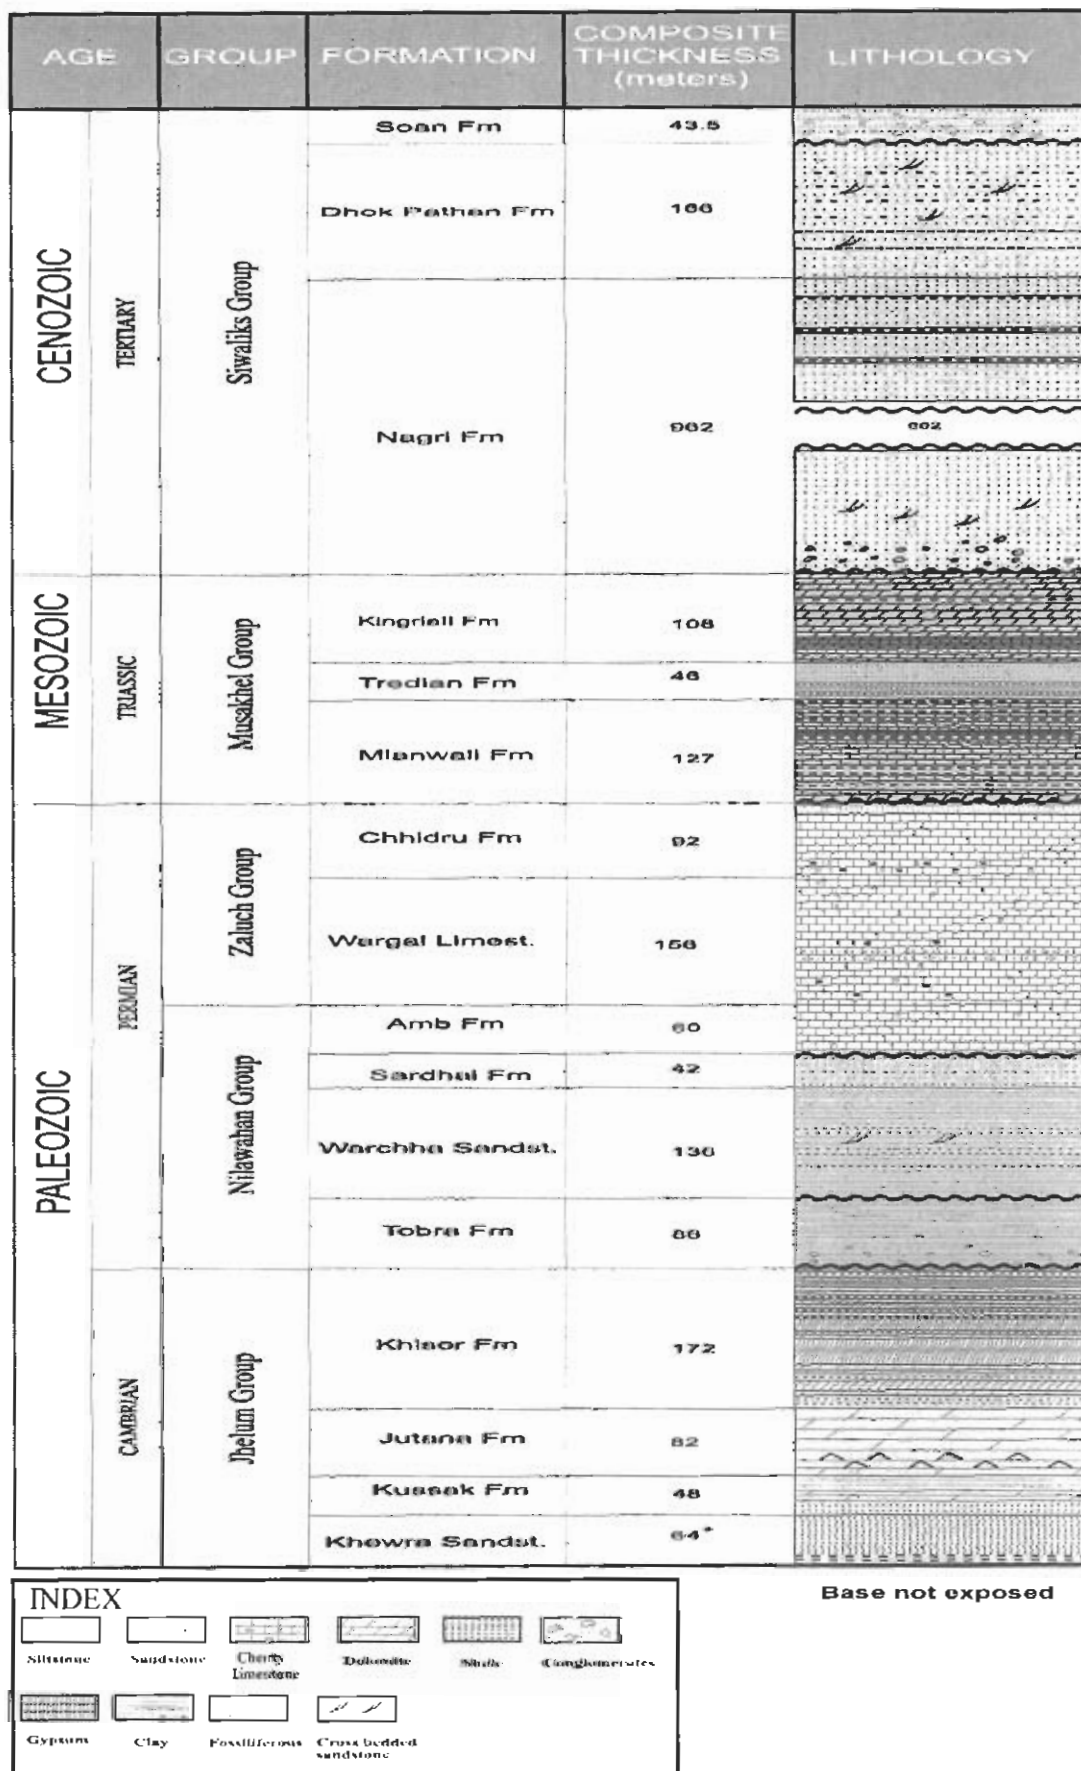 AGE GROUP FORMATION COMPOSITE THICKNESS (meters) LITHOLOGY
CENOZOIC
TERTIARY
Siwaliks Group
Soan Fm 43.5
Dhok Pathan Fm 166
Nagri Fm
MESOZOIC
TRIASSIC
Musakhel Group
Kingriali Fm 108
Tredian Fm 46
Mianwali Fm 127
PALEOZOIC
PERMIAN
Zaluch Group
Chhidru Fm 92
Wargal Limest. 156
Nilawahan Group
Amb Fm 60
Sardhai Fm 42
Warchha Sandst.
Tobra Fm
CAMBRIAN
Jhelum Group
Khisor Fm 172
Jutana Fm 82
Kussak Fm 48
Khewra Sandst. 64+
Base not exposed
INDEX
Siltstone Sandstone Cherty Limestone Dolomite Shale Conglomerates
Gypsum Clay Fossiliferous Cross bedded sandstone